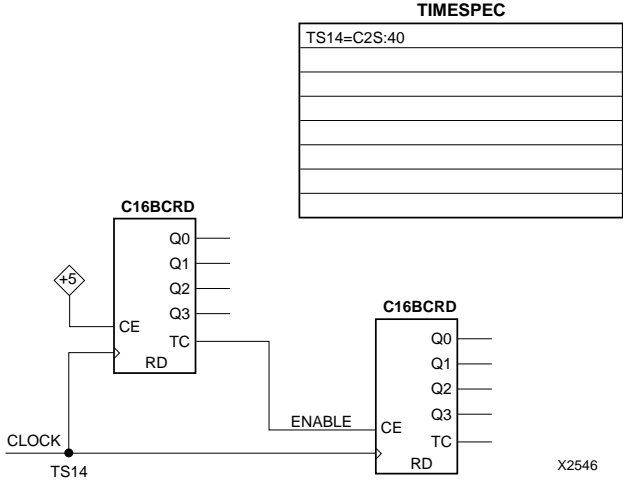 TIMESPEC
TS14=C2S:40
C16BCRD
Q0
+5
Q1
Q2
Q3
CE
TC
RD
C16BCRD
Q0
Q1
Q2
Q3
ENABLE
CE
CLOCK
TC
RD
TS14
X2546